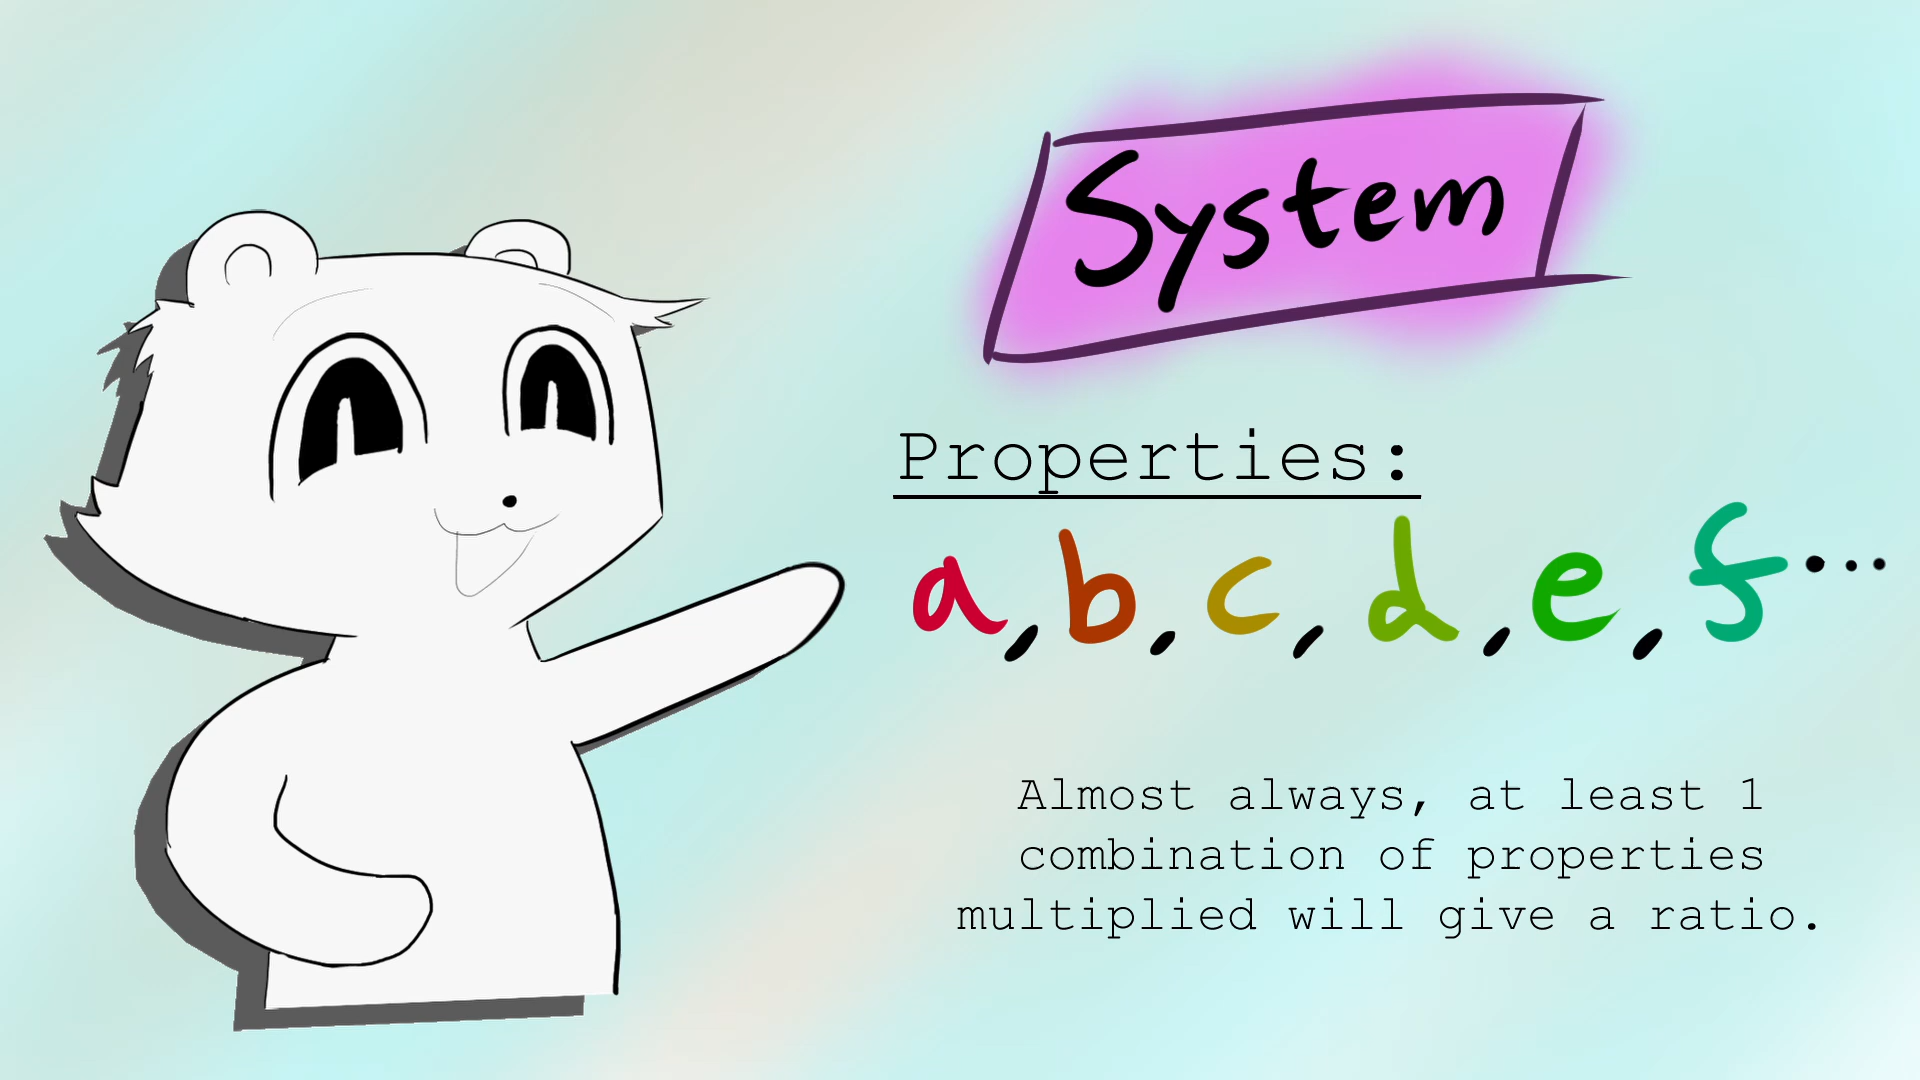 System
Properties:
a, b, c, d, e, f...
Almost always, at least 1
combination of properties
multiplied will give a ratio.